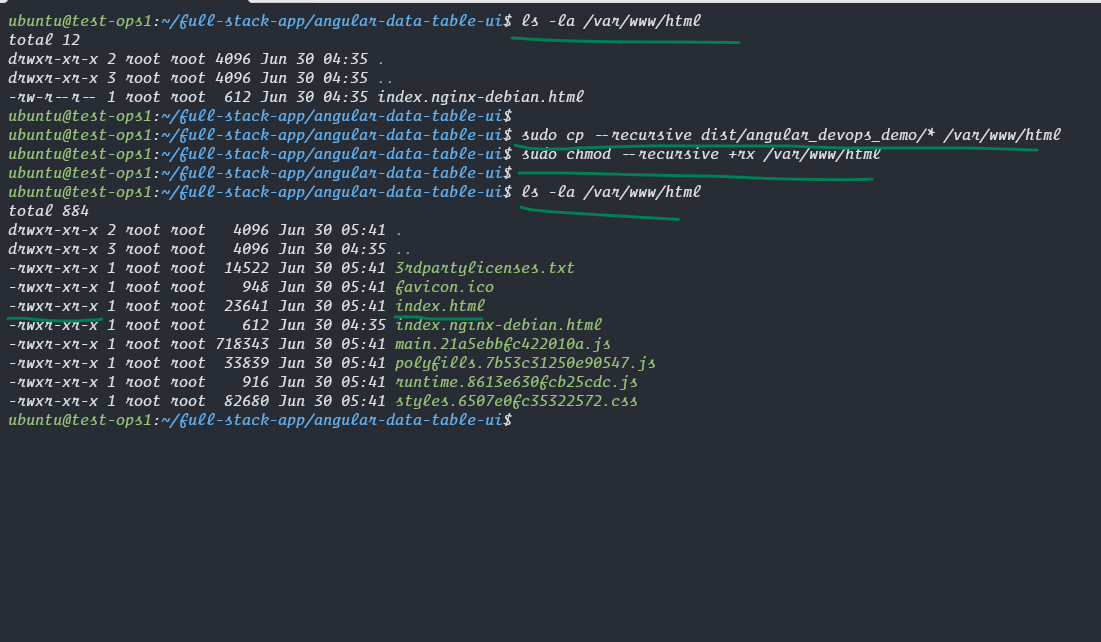 ubuntu@test-ops1:~/full-stack-app/angular-data-table-ui$ ls -la /var/www/html
total 12
drwxr-xr-x 2 root root 4096 Jun 30 04:35 .
drwxr-xr-x 3 root root 4096 Jun 30 04:35 ..
-rw-r--r-- 1 root root  612 Jun 30 04:35 index.nginx-debian.html
ubuntu@test-ops1:~/full-stack-app/angular-data-table-ui$
ubuntu@test-ops1:~/full-stack-app/angular-data-table-ui$ sudo cp --recursive dist/angular_devops_demo/* /var/www/html
ubuntu@test-ops1:~/full-stack-app/angular-data-table-ui$ sudo chmod --recursive +rx /var/www/html
ubuntu@test-ops1:~/full-stack-app/angular-data-table-ui$
ubuntu@test-ops1:~/full-stack-app/angular-data-table-ui$ ls -la /var/www/html
total 884
drwxr-xr-x 2 root root   4096 Jun 30 05:41 .
drwxr-xr-x 3 root root   4096 Jun 30 04:35 ..
-rwxr-xr-x 1 root root  14522 Jun 30 05:41 3rdpartylicenses.txt
-rwxr-xr-x 1 root root    948 Jun 30 05:41 favicon.ico
-rwxr-xr-x 1 root root  23641 Jun 30 05:41 index.html
-rwxr-xr-x 1 root root    612 Jun 30 04:35 index.nginx-debian.html
-rwxr-xr-x 1 root root 718343 Jun 30 05:41 main.21a5ebbfc422010a.js
-rwxr-xr-x 1 root root  33839 Jun 30 05:41 polyfills.7b53c31250e90547.js
-rwxr-xr-x 1 root root    916 Jun 30 05:41 runtime.8613e630fcb25cdc.js
-rwxr-xr-x 1 root root  82680 Jun 30 05:41 styles.6507e0fc35322572.css
ubuntu@test-ops1:~/full-stack-app/angular-data-table-ui$